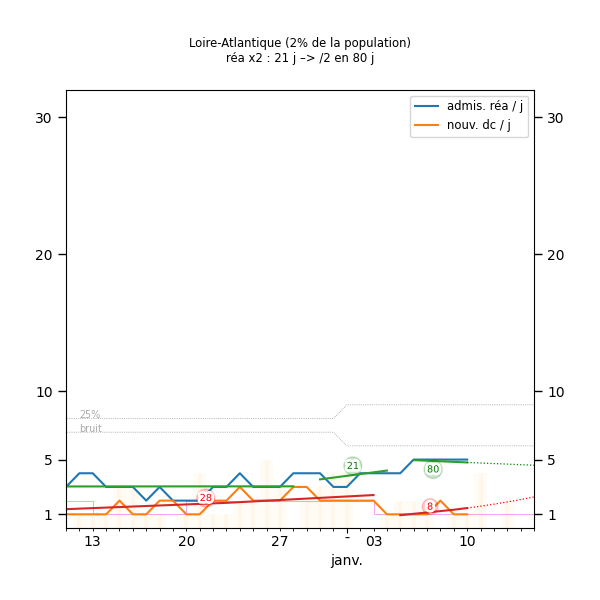 Loire-Atlantique (2% de la population)
réa x2 : 21 j –> /2 en 80 j
admis. réa / j
nouv. dc / j
30 30
20 20
10 10
25%
bruit
5 5
21
80
28
8
1 1
13 20 27 - 03 10
janv.